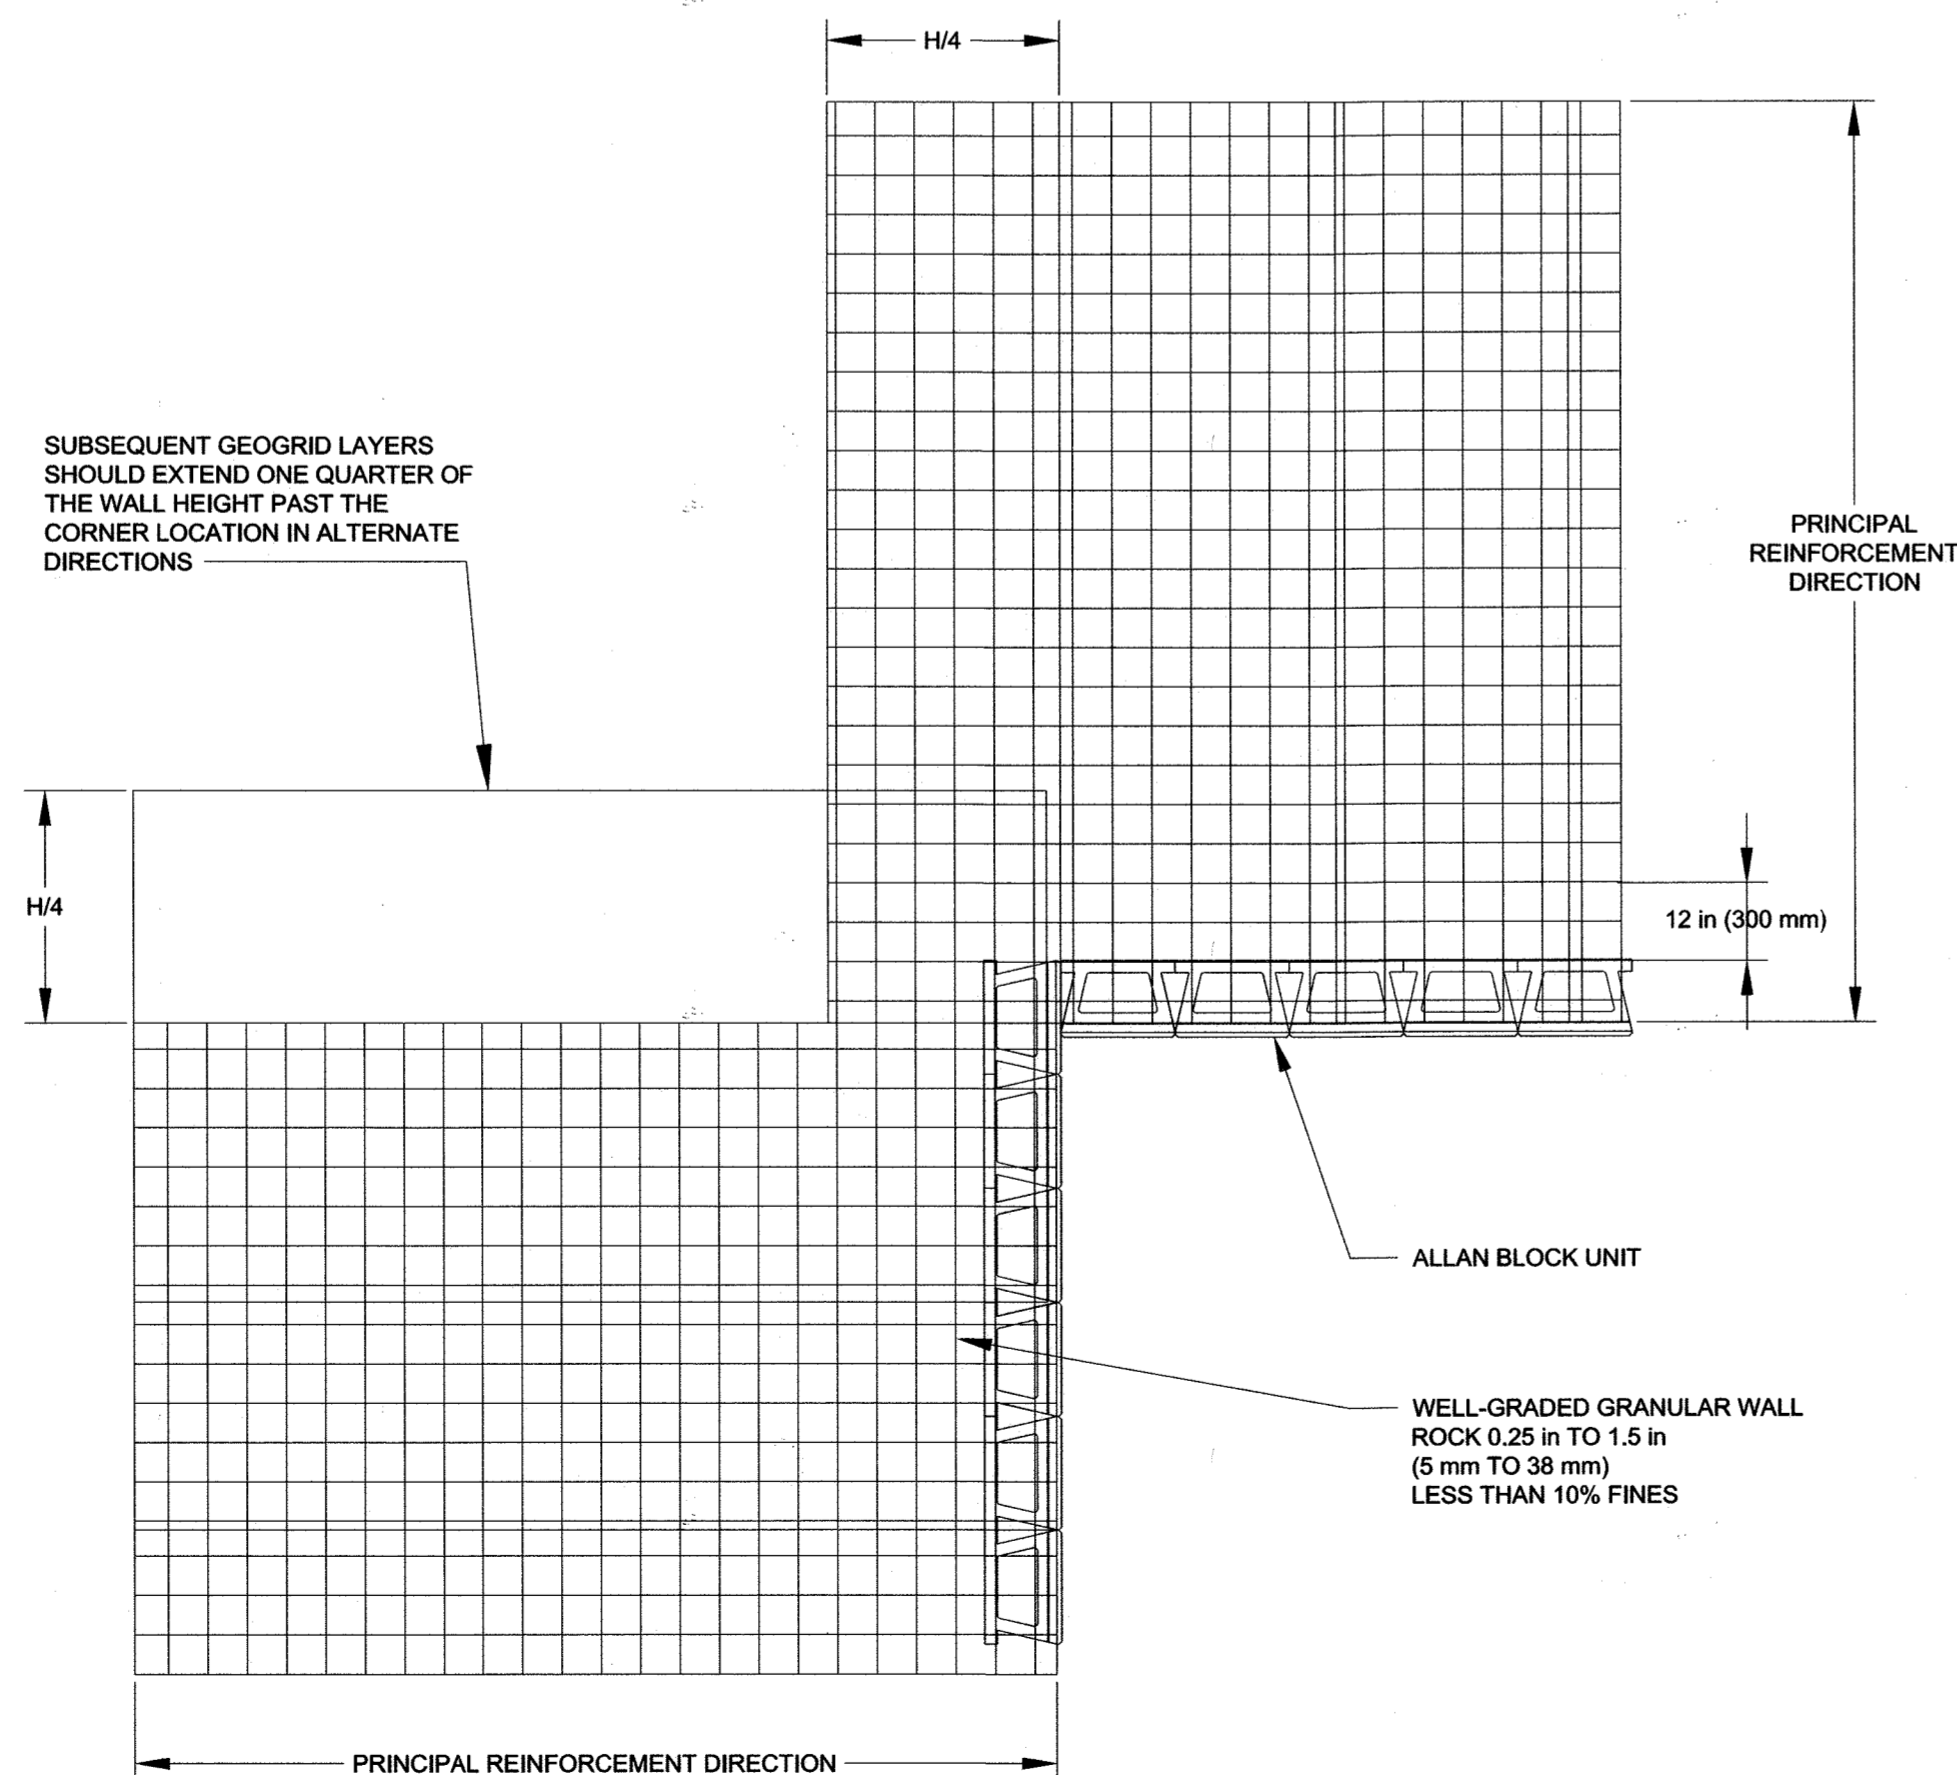 H/4
SUBSEQUENT GEOGRID LAYERS
SHOULD EXTEND ONE QUARTER OF
THE WALL HEIGHT PAST THE
CORNER LOCATION IN ALTERNATE
DIRECTIONS
PRINCIPAL
REINFORCEMENT
DIRECTION
H/4
12 in (300 mm)
ALLAN BLOCK UNIT
WELL-GRADED GRANULAR WALL
ROCK 0.25 in TO 1.5 in
(5 mm TO 38 mm)
LESS THAN 10% FINES
PRINCIPAL REINFORCEMENT DIRECTION